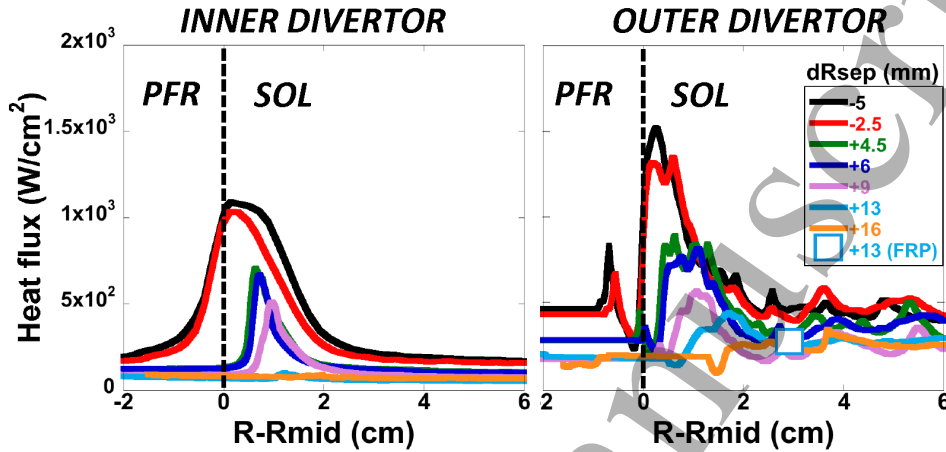 INNER DIVERTOR
OUTER DIVERTOR
2x10³
1.5x10³
1x10³
5x10²
0
Heat flux (W/cm²)
PFR
SOL
-2
0
2
4
6
R-Rmid (cm)
PFR
SOL
dRsep (mm)
-5
-2.5
+4.5
+6
+9
+13
+16
+13 (FRP)
2
0
2
4
6
R-Rmid (cm)